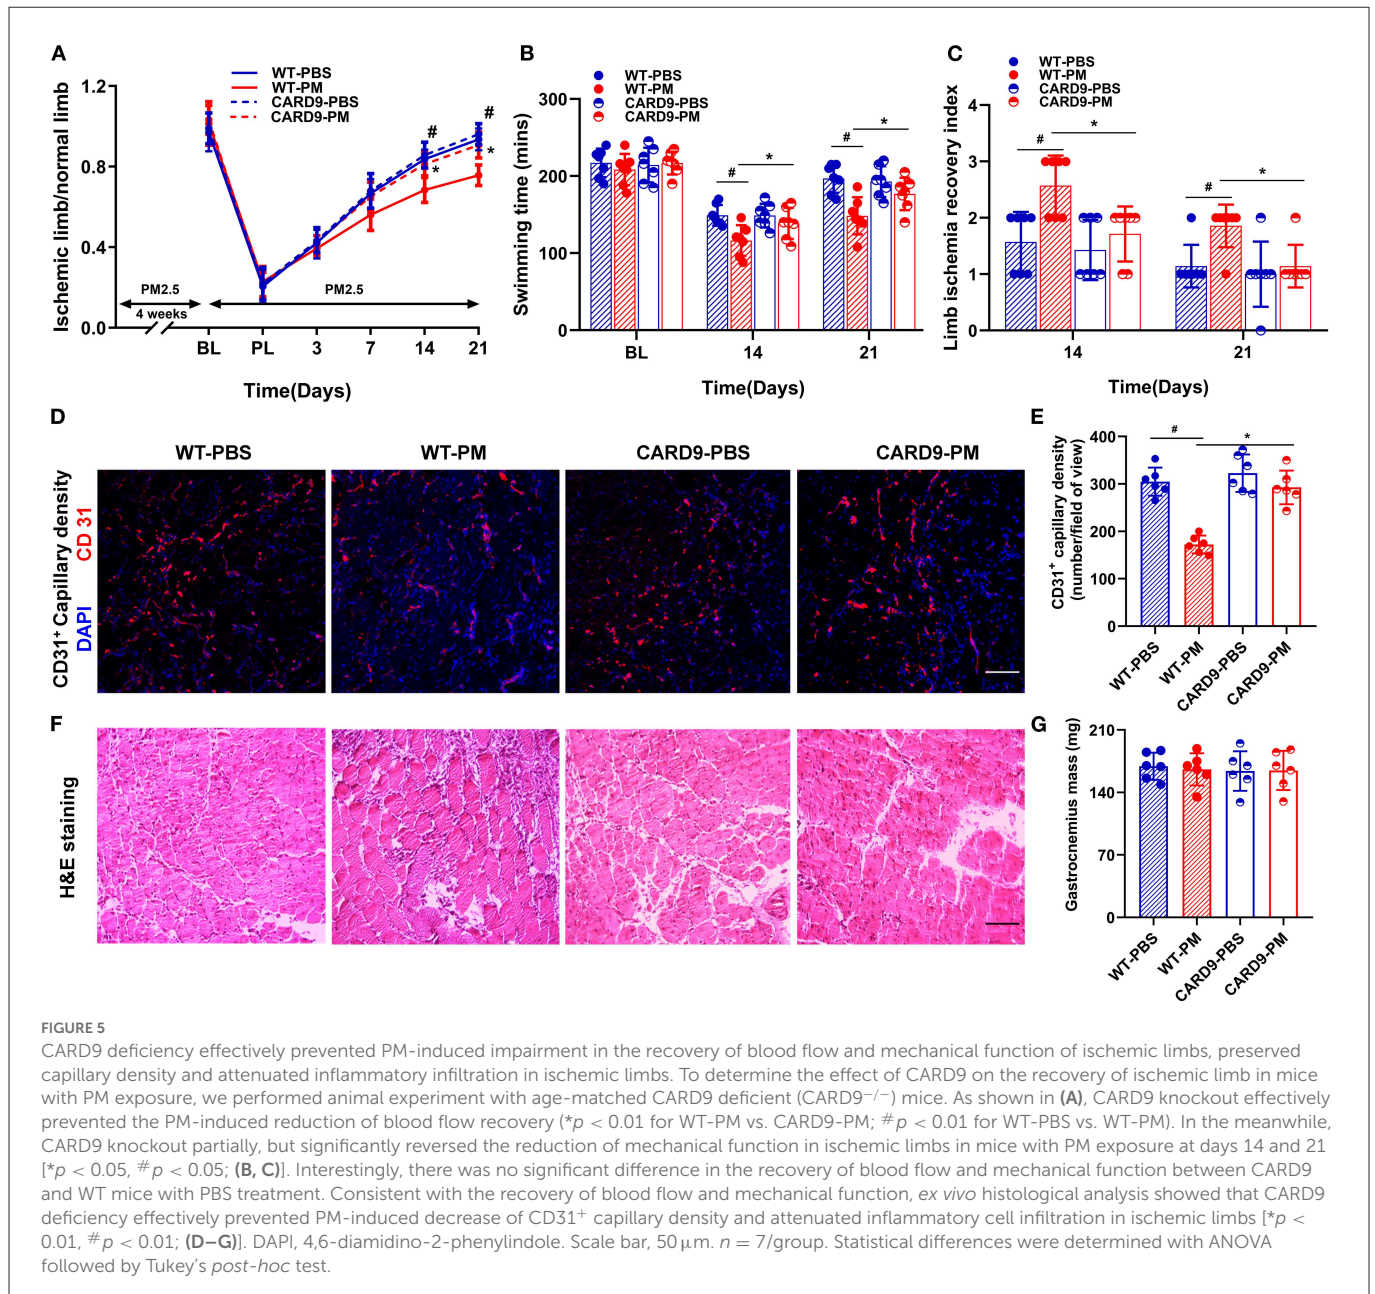 A
WT-PBS
WT-PM
CARD9-PBS
CARD9-PM
Ischemic limb/normal limb
1.2
0.8
0.4
0.0
#
#
*
*
PM2.5
PM2.5
4 weeks
BL PL 3 7 14 21
Time(Days)
B
WT-PBS
WT-PM
CARD9-PBS
CARD9-PM
Swimming time (mins)
300
200
100
0
# *
# *
BL 14 21
Time(Days)
C
WT-PBS
WT-PM
CARD9-PBS
CARD9-PM
Limb ischemia recovery index
4
3
2
1
0
# *
# *
14 21
Time(Days)
D
WT-PBS WT-PM CARD9-PBS CARD9-PM
CD31+ Capillary density
DAPI CD 31
E
CD31+ capillary density
(number/field of view)
400
300
200
100
0
# *
WT-PBS WT-PM CARD9-PBS CARD9-PM
F
H&E staining
G
Gastrocnemius mass (mg)
210
140
70
0
WT-PBS WT-PM CARD9-PBS CARD9-PM
FIGURE 5
CARD9 deficiency effectively prevented PM-induced impairment in the recovery of blood flow and mechanical function of ischemic limbs, preserved
capillary density and attenuated inflammatory infiltration in ischemic limbs. To determine the effect of CARD9 on the recovery of ischemic limb in mice
with PM exposure, we performed animal experiment with age-matched CARD9 deficient (CARD9−/−) mice. As shown in (A), CARD9 knockout effectively
prevented the PM-induced reduction of blood flow recovery (*p < 0.01 for WT-PM vs. CARD9-PM; #p < 0.01 for WT-PBS vs. WT-PM). In the meanwhile,
CARD9 knockout partially, but significantly reversed the reduction of mechanical function in ischemic limbs in mice with PM exposure at days 14 and 21
[*p < 0.05, #p < 0.05; (B, C)]. Interestingly, there was no significant difference in the recovery of blood flow and mechanical function between CARD9
and WT mice with PBS treatment. Consistent with the recovery of blood flow and mechanical function, ex vivo histological analysis showed that CARD9
deficiency effectively prevented PM-induced decrease of CD31+ capillary density and attenuated inflammatory cell infiltration in ischemic limbs [*p <
0.01, #p < 0.01; (D–G)]. DAPI, 4,6-diamidino-2-phenylindole. Scale bar, 50 μm. n = 7/group. Statistical differences were determined with ANOVA
followed by Tukey's post-hoc test.